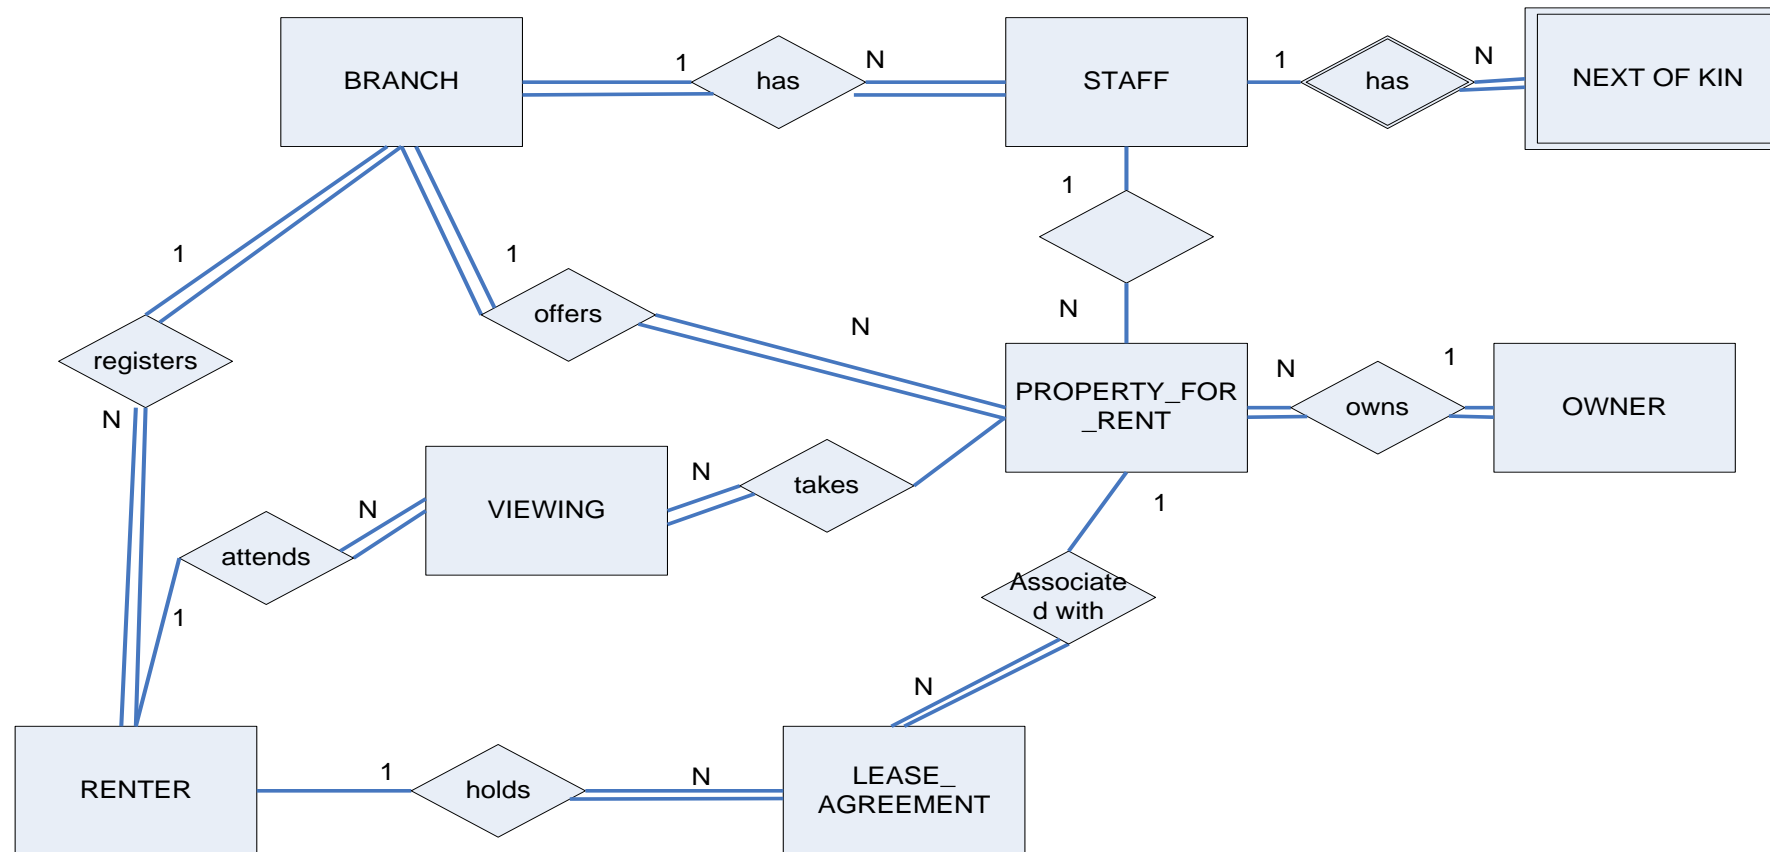 BRANCH
1
has
N
STAFF
1
has
N
NEXT OF KIN
1
1
1
offers
N
N
registers
N
PROPERTY_FOR
_RENT
N
owns
1
OWNER
VIEWING
N
takes
N
attends
1
1
Associate
d with
N
RENTER
1
holds
N
LEASE_
AGREEMENT